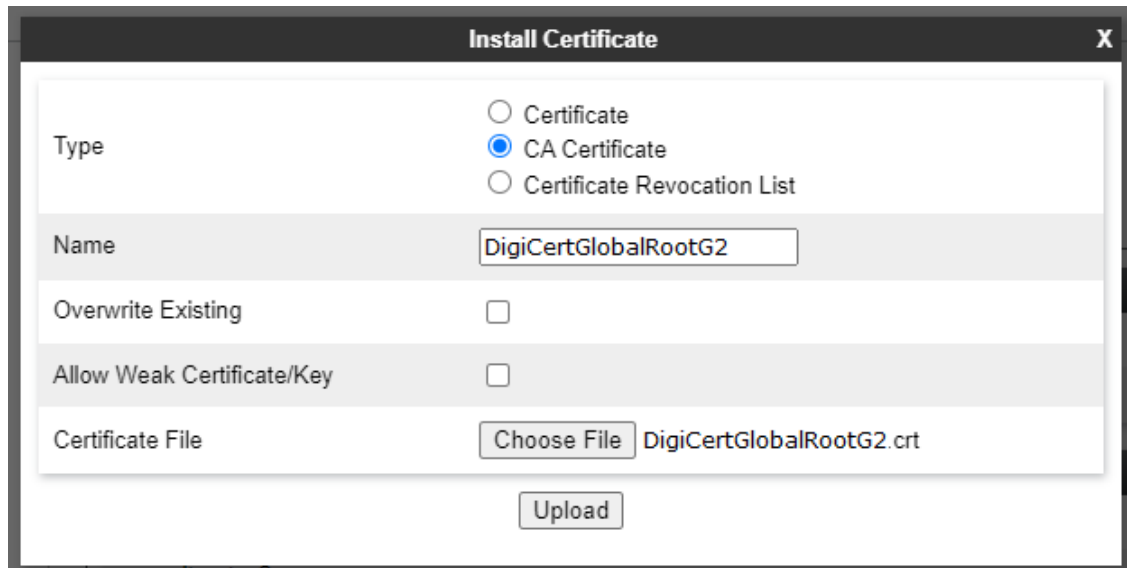 Install Certificate X
Type
Certificate
CA Certificate
Certificate Revocation List
Name DigiCertGlobalRootG2
Overwrite Existing
Allow Weak Certificate/Key
Certificate File Choose File DigiCertGlobalRootG2.crt
Upload